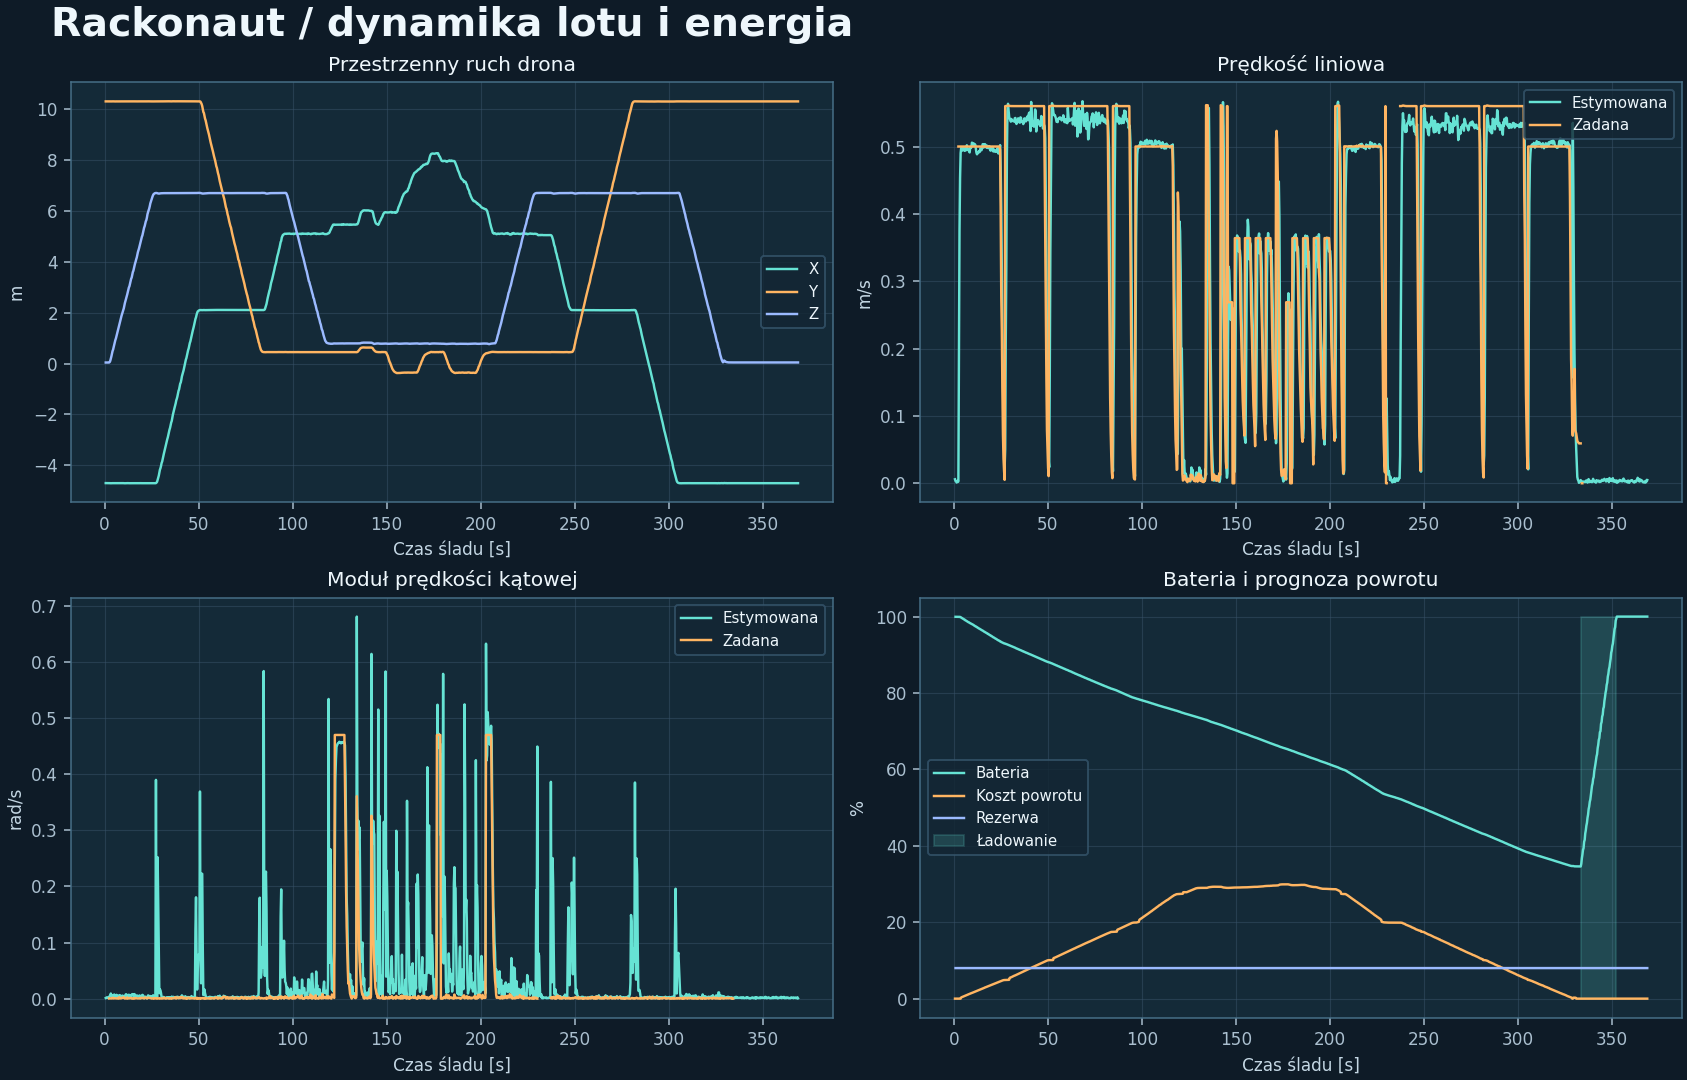 Rackonaut / dynamika lotu i energia
Przestrzenny ruch drona
10
8
6
4
2
0
−2
−4
m
X
Y
Z
0 50 100 150 200 250 300 350
Czas śladu [s]
Prędkość liniowa
0.5
0.4
0.3
0.2
0.1
0.0
m/s
Estymowana
Zadana
0 50 100 150 200 250 300 350
Czas śladu [s]
Moduł prędkości kątowej
0.7
0.6
0.5
0.4
0.3
0.2
0.1
0.0
rad/s
Estymowana
Zadana
0 50 100 150 200 250 300 350
Czas śladu [s]
Bateria i prognoza powrotu
100
80
60
40
20
0
%
Bateria
Koszt powrotu
Rezerwa
Ładowanie
0 50 100 150 200 250 300 350
Czas śladu [s]